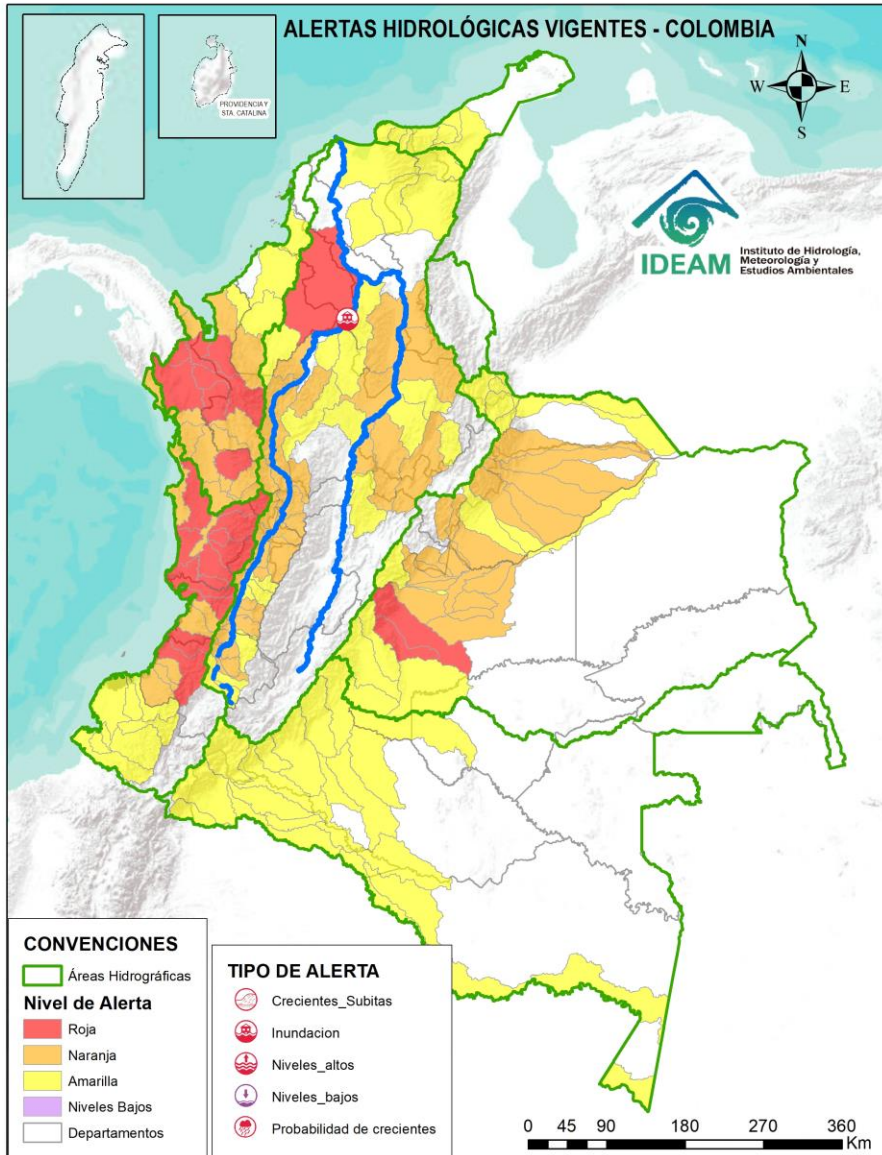 ALERTAS HIDROLÓGICAS VIGENTES - COLOMBIA
PROVIDENCIA Y
STA. CATALINA
N
W
E
S
IDEAM
Instituto de Hidrología,
Meteorología y
Estudios Ambientales
CONVENCIONES
Áreas Hidrográficas
Nivel de Alerta
Roja
Naranja
Amarilla
Niveles Bajos
Departamentos
TIPO DE ALERTA
Crecientes_Subitas
Inundacion
Niveles_altos
Niveles_bajos
Probabilidad de crecientes
0 45 90 180 270 360
Km